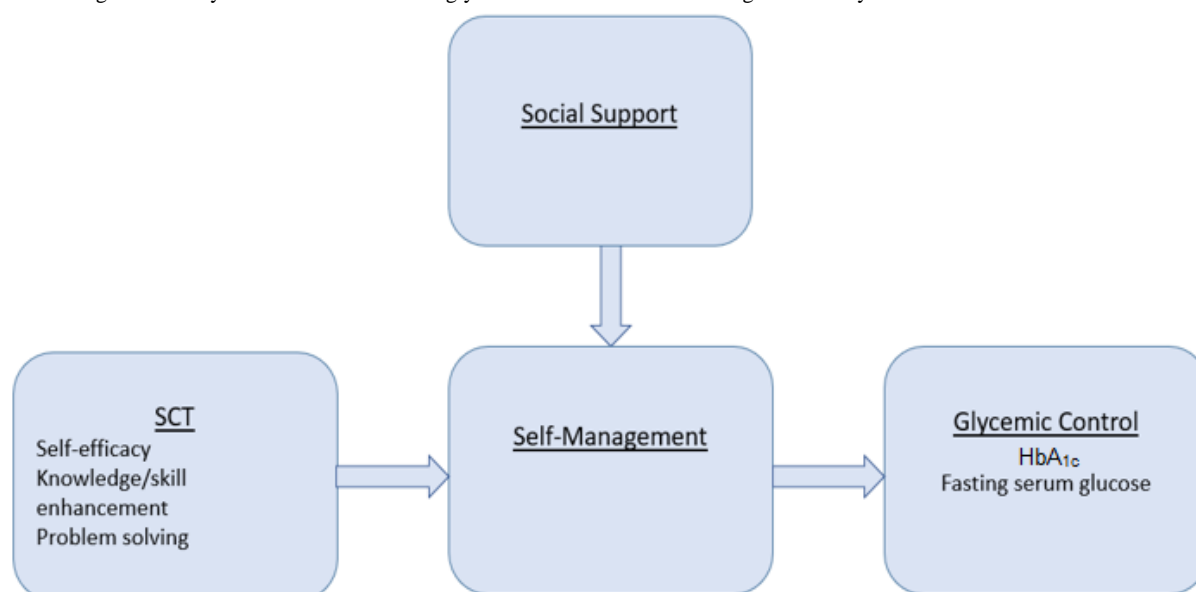 Social Support
SCT
Self-efficacy
Knowledge/skill
enhancement
Problem solving
Self-Management
Glycemic Control
HbA1c
Fasting serum glucose